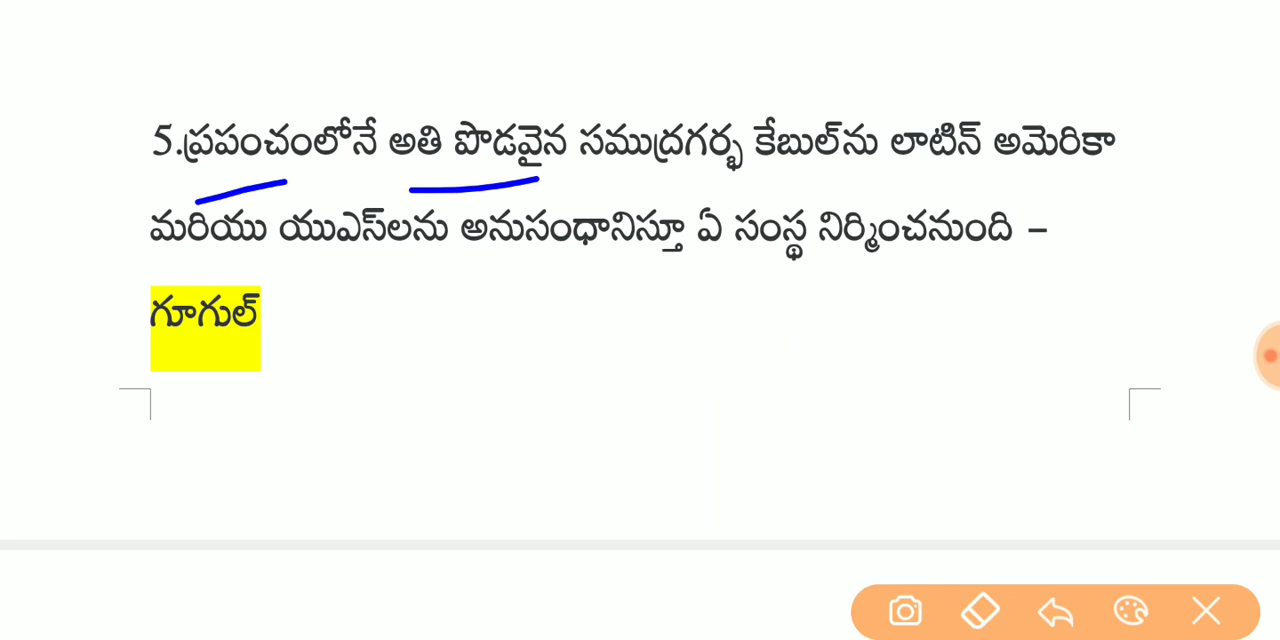 5.ప్రపంచంలోనే అతి పొడవైన సముద్రగర్భ కేబుల్‌ను లాటిన్ అమెరికా
మరియు యుఎస్‌లను అనుసంధానిస్తూ ఏ సంస్థ నిర్మించనుంది –
గూగుల్